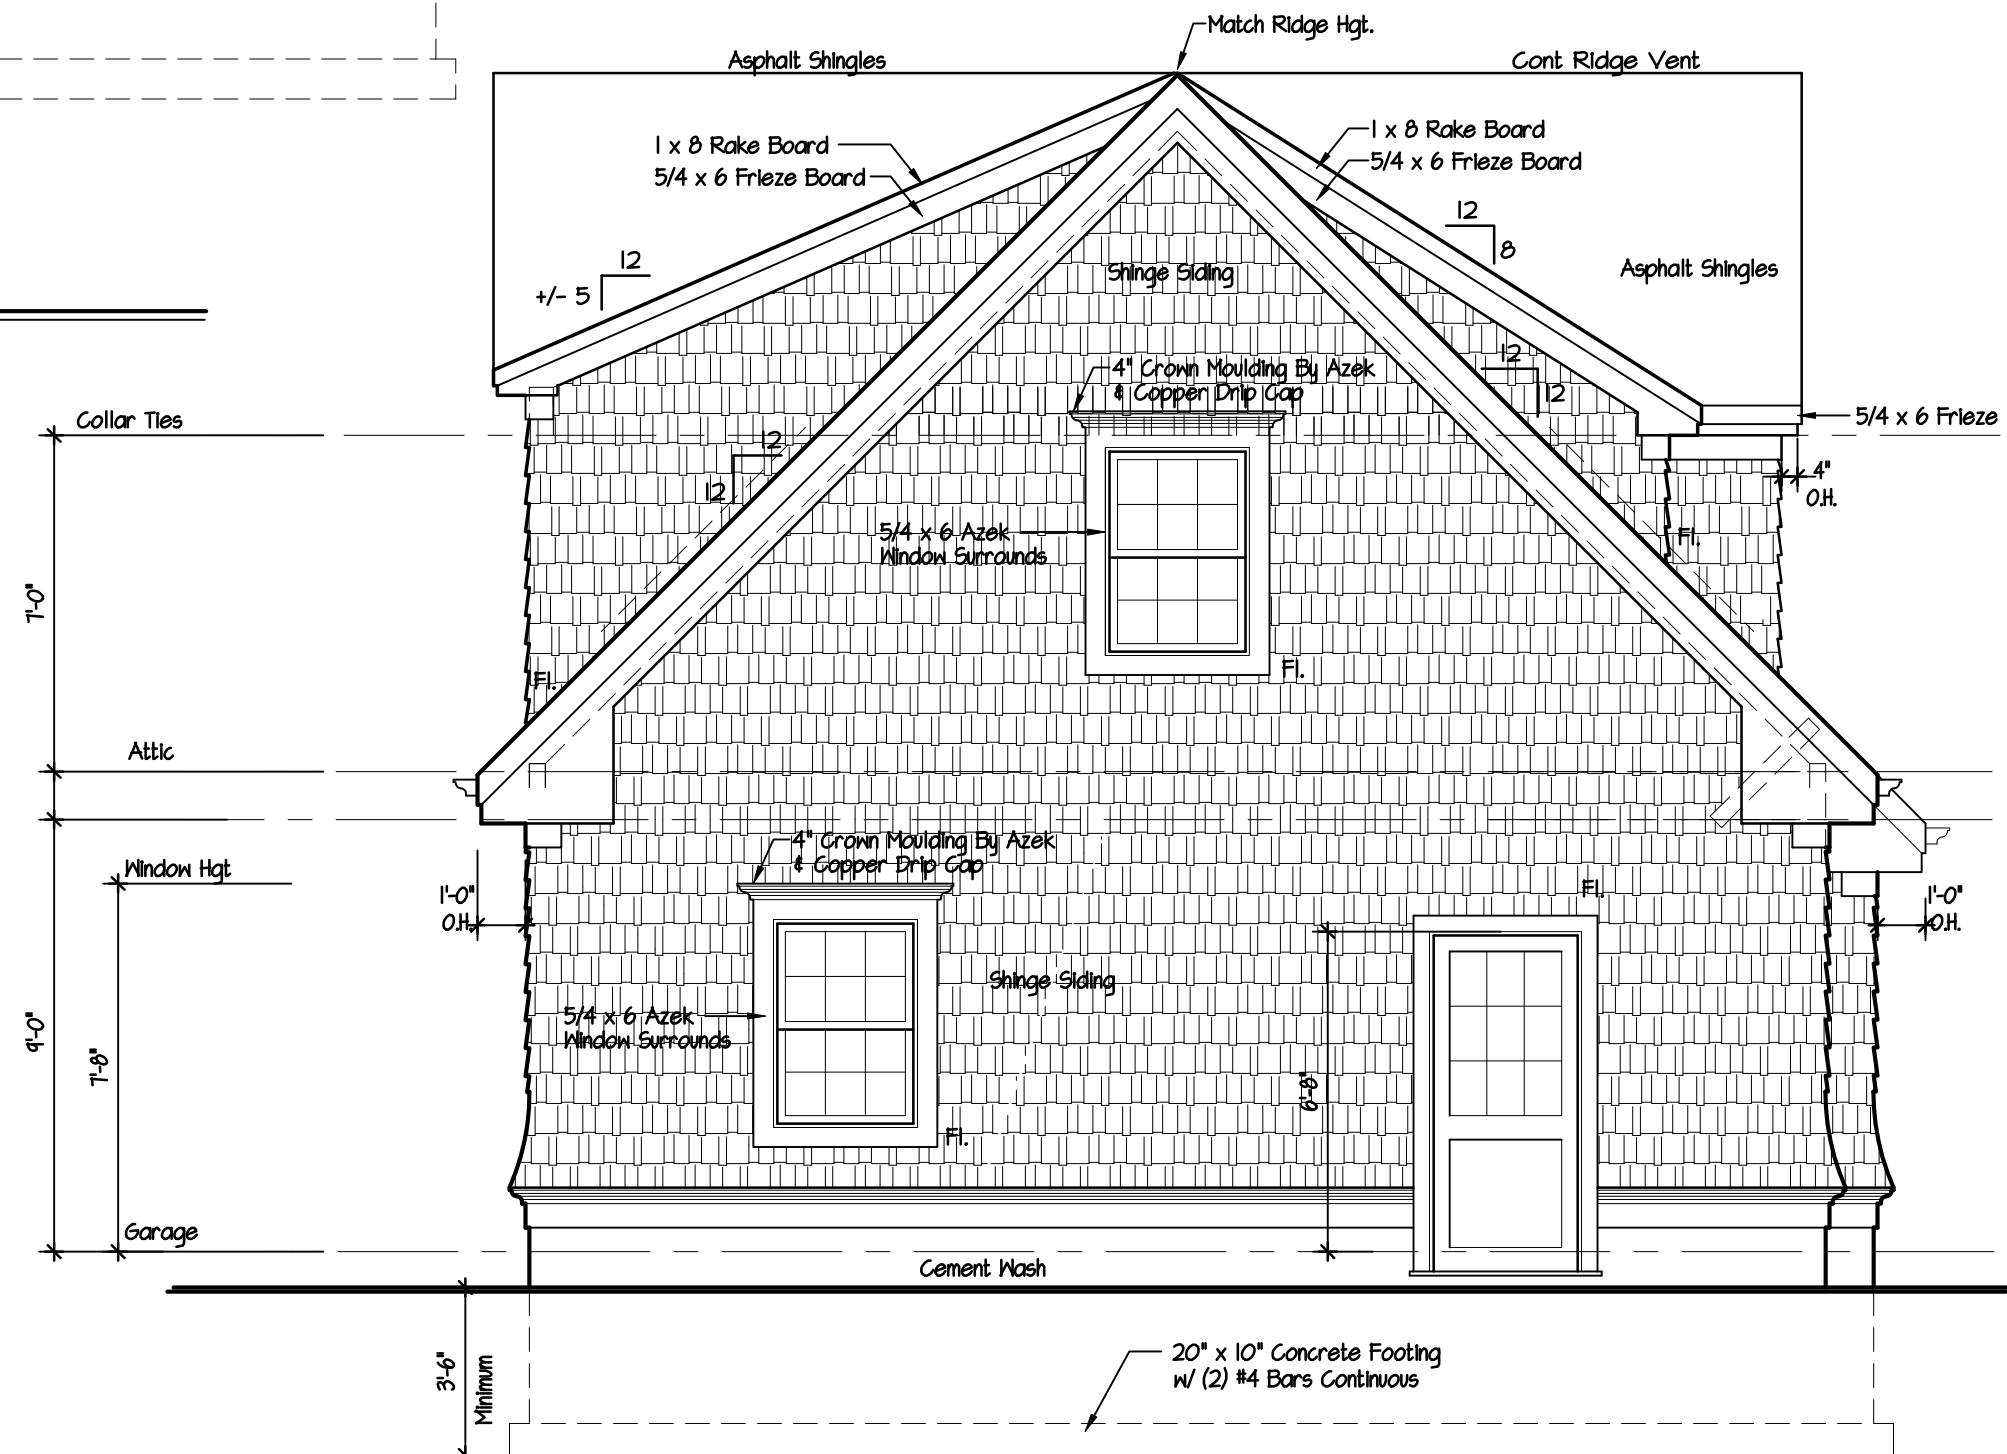 Match Ridge Hgt.
Asphalt Shingles
Cont Ridge Vent
1 x 8 Rake Board
5/4 x 6 Frieze Board
1 x 8 Rake Board
5/4 x 6 Frieze Board
12
+/- 5
12
8
Shinge Siding
Asphalt Shingles
4" Crown Moulding By Azek
& Copper Drip Cap
12
12
5/4 x 6 Frieze
Collar Ties
12
12
4"
O.H.
5/4 x 6 Azek
Window Surrounds
Fl.
7'-0"
Fl.
Fl.
Attic
4" Crown Moulding By Azek
& Copper Drip Cap
Window Hgt
1'-0"
O.H.
Fl.
1'-0"
O.H.
Shinge Siding
5/4 x 6 Azek
Window Surrounds
9'-0"
7'-8"
6'-8"
Fl.
Garage
Cement Wash
3'-6"
Minimum
20" x 10" Concrete Footing
w/ (2) #4 Bars Continuous